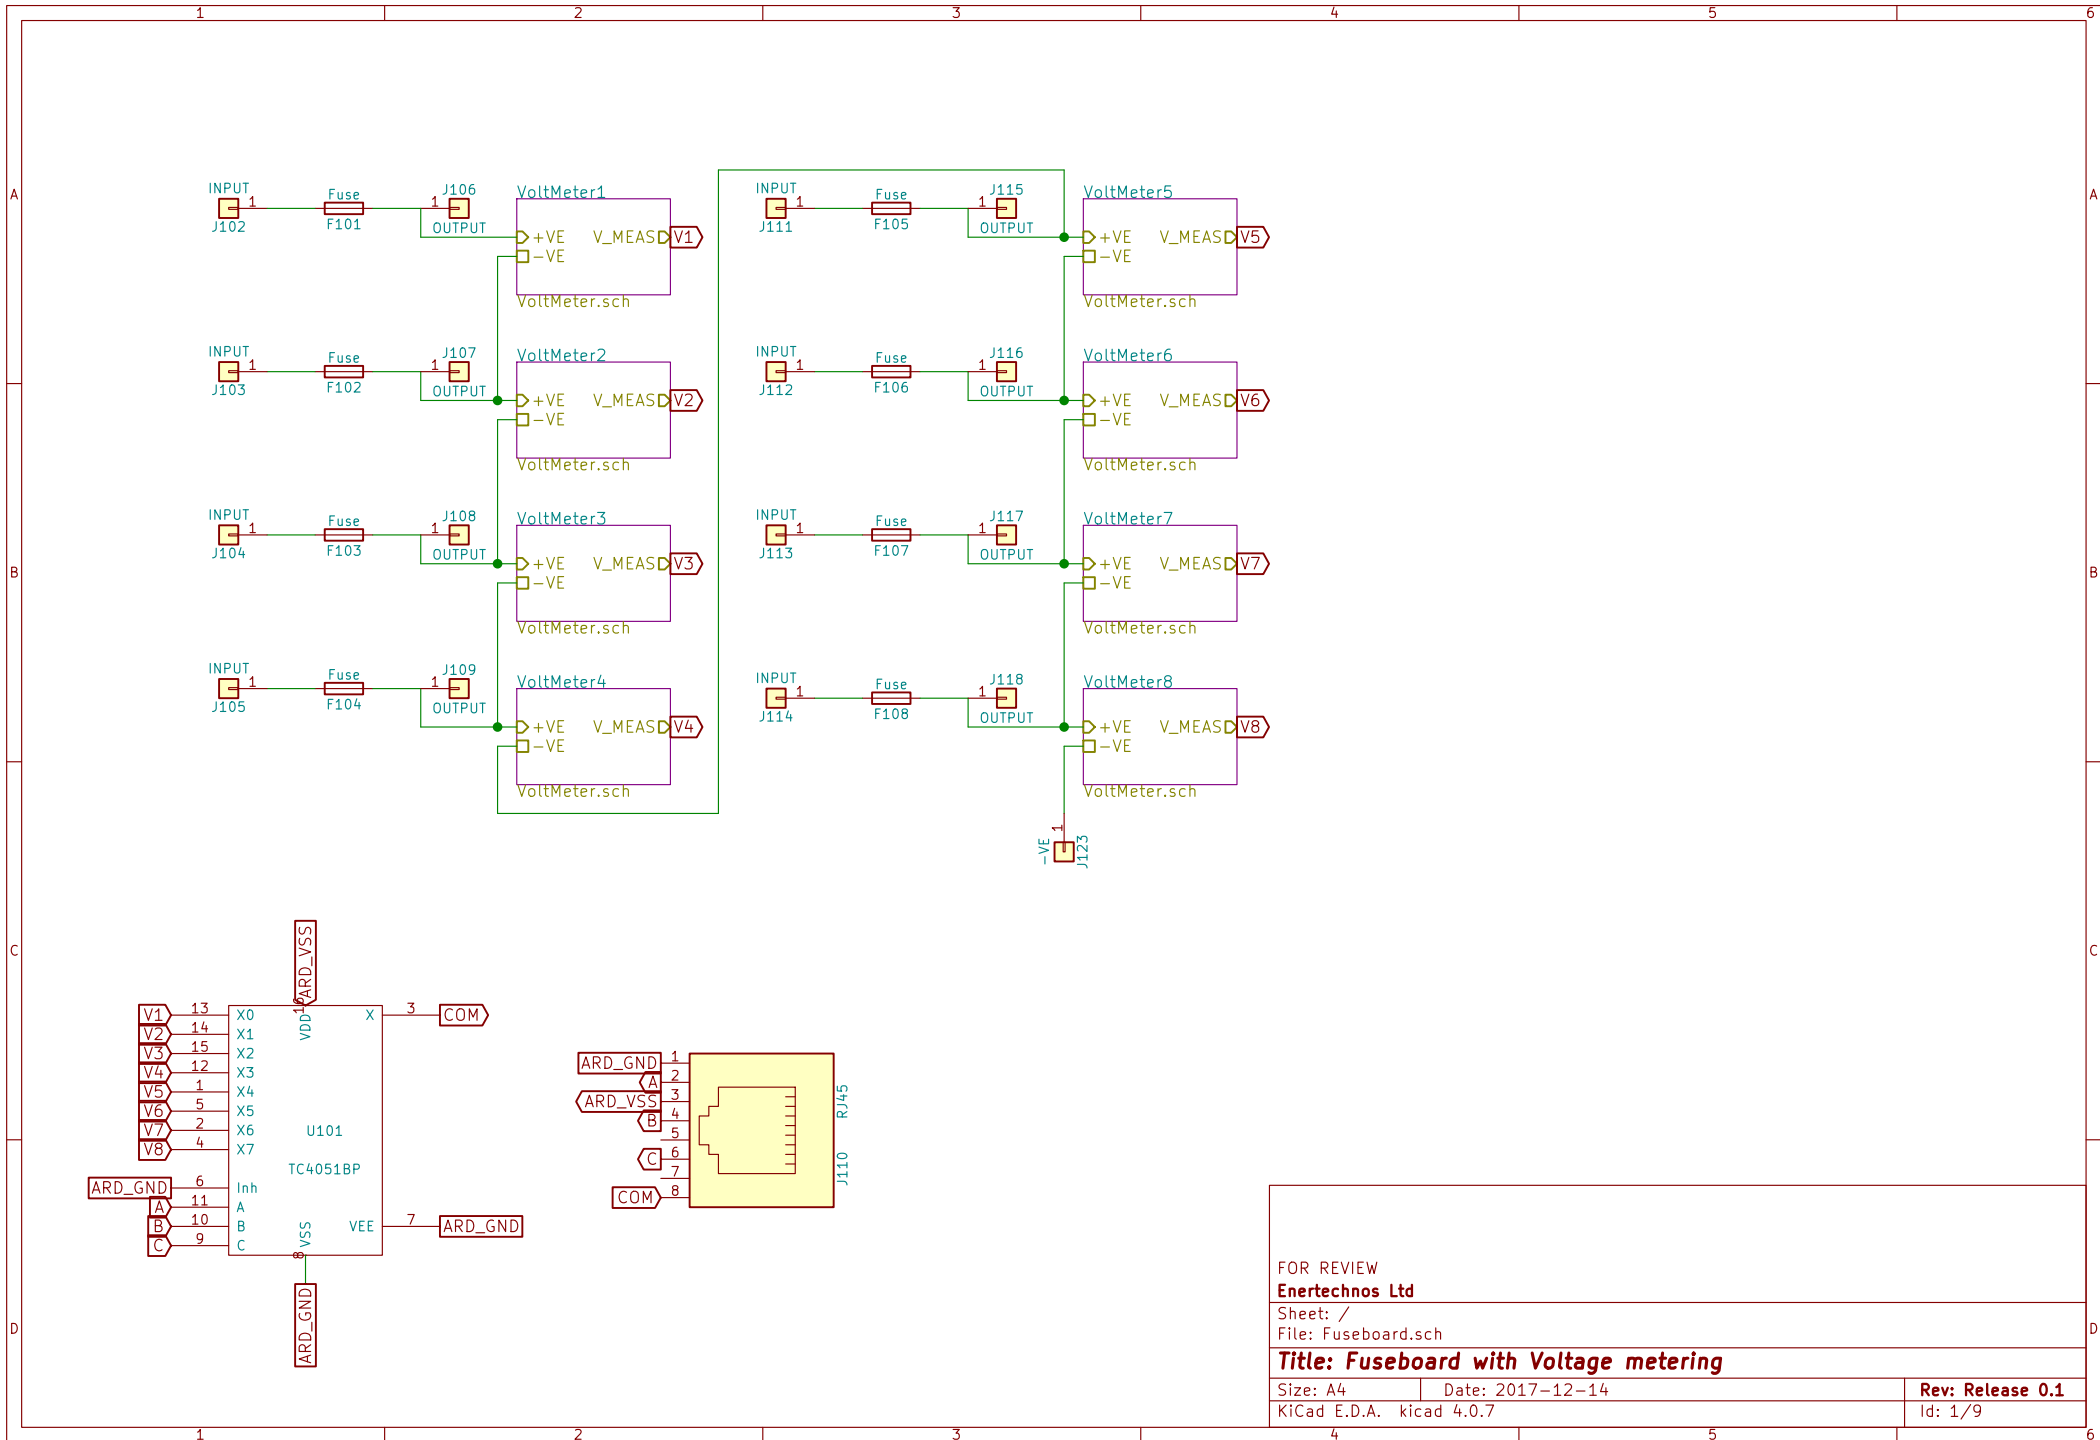 1 2 3 4 5 6
A A
B B
C C
D D
INPUT 1 J102 Fuse F101 J106 1 OUTPUT
VoltMeter1
+VE V_MEAS V1
-VE
VoltMeter.sch
INPUT 1 J103 Fuse F102 J107 1 OUTPUT
VoltMeter2
+VE V_MEAS V2
-VE
VoltMeter.sch
INPUT 1 J104 Fuse F103 J108 1 OUTPUT
VoltMeter3
+VE V_MEAS V3
-VE
VoltMeter.sch
INPUT 1 J105 Fuse F104 J109 1 OUTPUT
VoltMeter4
+VE V_MEAS V4
-VE
VoltMeter.sch
INPUT 1 J111 Fuse F105 J115 1 OUTPUT
VoltMeter5
+VE V_MEAS V5
-VE
VoltMeter.sch
INPUT 1 J112 Fuse F106 J116 1 OUTPUT
VoltMeter6
+VE V_MEAS V6
-VE
VoltMeter.sch
INPUT 1 J113 Fuse F107 J117 1 OUTPUT
VoltMeter7
+VE V_MEAS V7
-VE
VoltMeter.sch
INPUT 1 J114 Fuse F108 J118 1 OUTPUT
VoltMeter8
+VE V_MEAS V8
-VE
VoltMeter.sch
1
-VE J123
ARD_VSS
16 VDD
V1 13 X0 X 3 COM
V2 14 X1
V3 15 X2
V4 12 X3
V5 1 X4
V6 5 X5
V7 2 X6
V8 4 X7
U101
TC4051BP
ARD_GND 6 Inh
A 11 A
B 10 B VEE 7 ARD_GND
C 9 C
VSS 8
ARD_GND
ARD_GND 1
A 2
ARD_VSS 3
B 4
5
C 6
7
COM 8
RJ45
J110
FOR REVIEW
Enertechnos Ltd
Sheet: /
File: Fuseboard.sch
Title: Fuseboard with Voltage metering
Size: A4 Date: 2017-12-14 Rev: Release 0.1
KiCad E.D.A. kicad 4.0.7 Id: 1/9
1 2 3 4 5 6